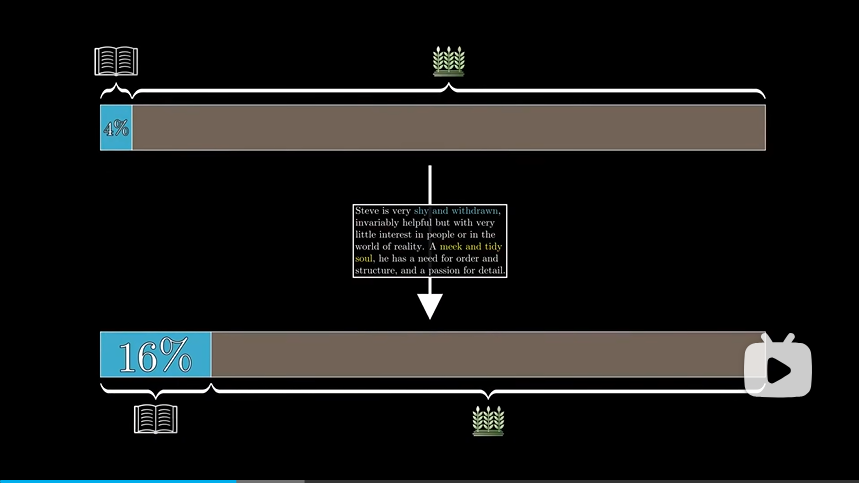 4%
Steve is very shy and withdrawn,
invariably helpful but with very
little interest in people or in the
world of reality. A meek and tidy
soul, he has a need for order and
structure, and a passion for detail.
16%